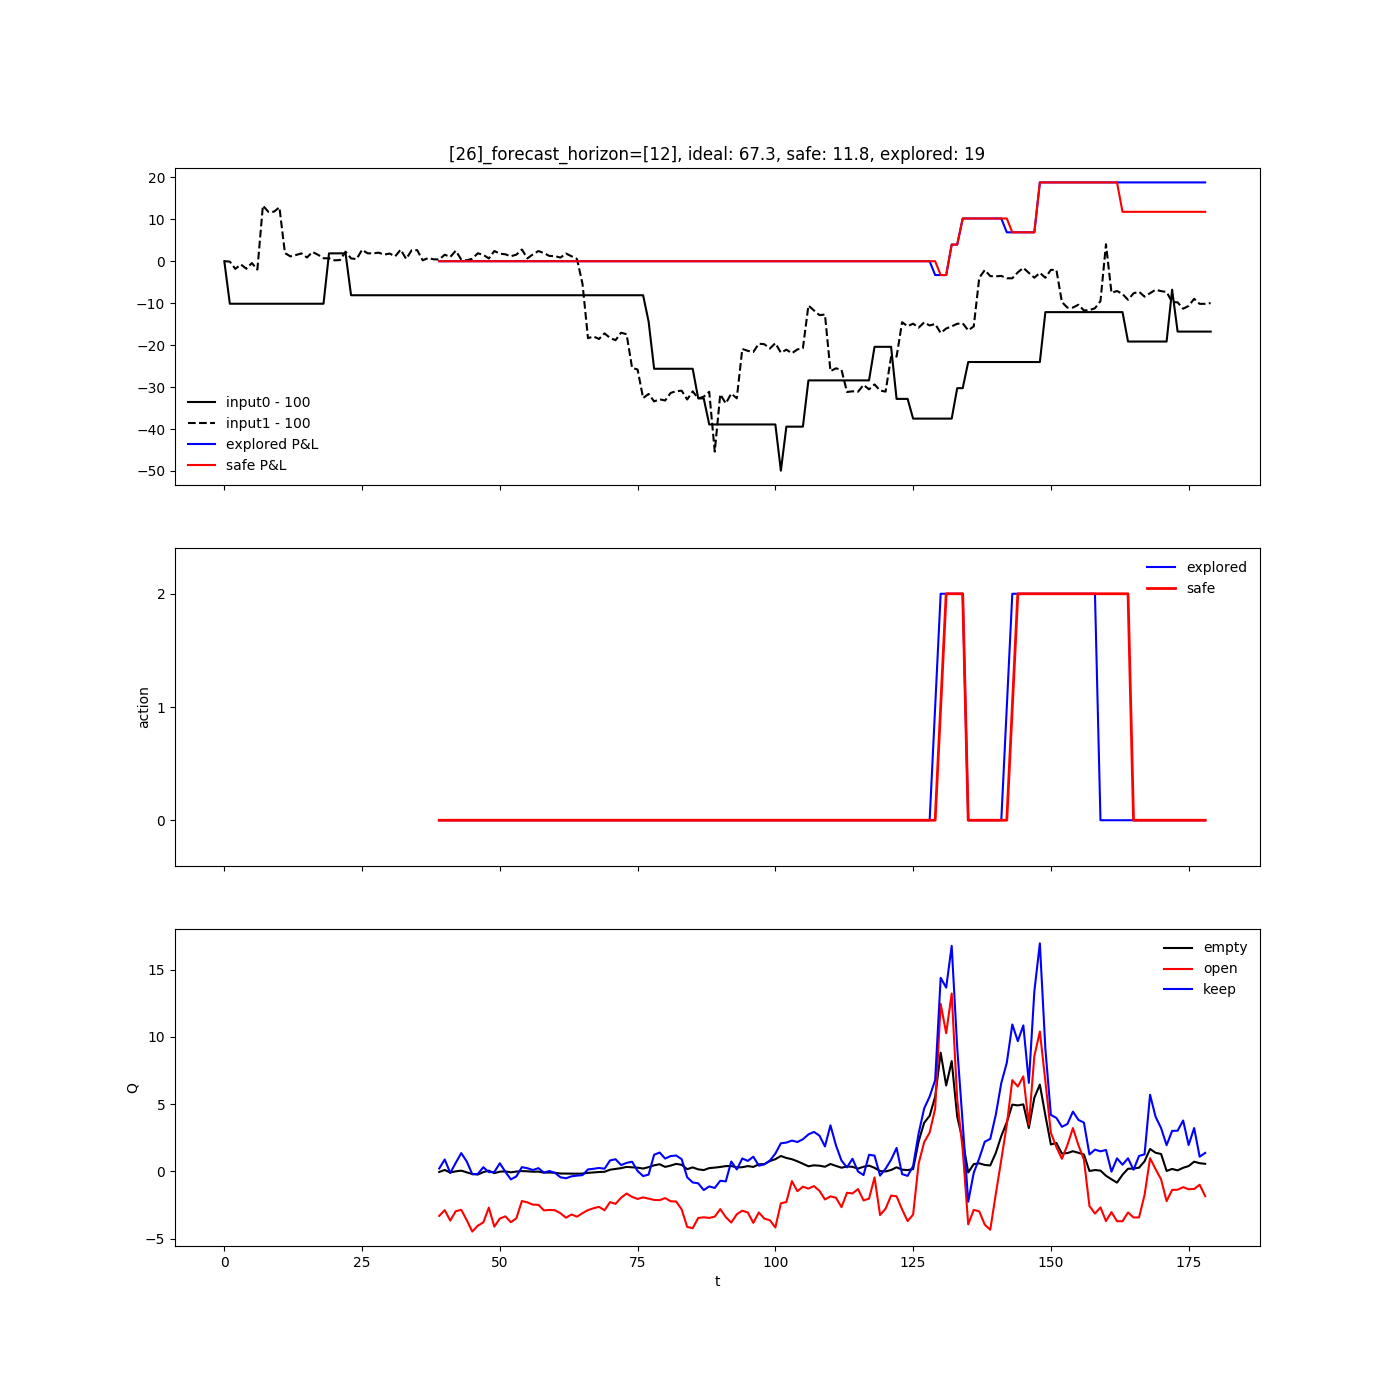 [26]_forecast_horizon=[12], ideal: 67.3, safe: 11.8, explored: 19
20
10
0
−10
−20
−30
−40
−50
input0 - 100
input1 - 100
explored P&L
safe P&L
action
2
1
0
explored
safe
Q
15
10
5
0
−5
empty
open
keep
0 25 50 75 100 125 150 175
t